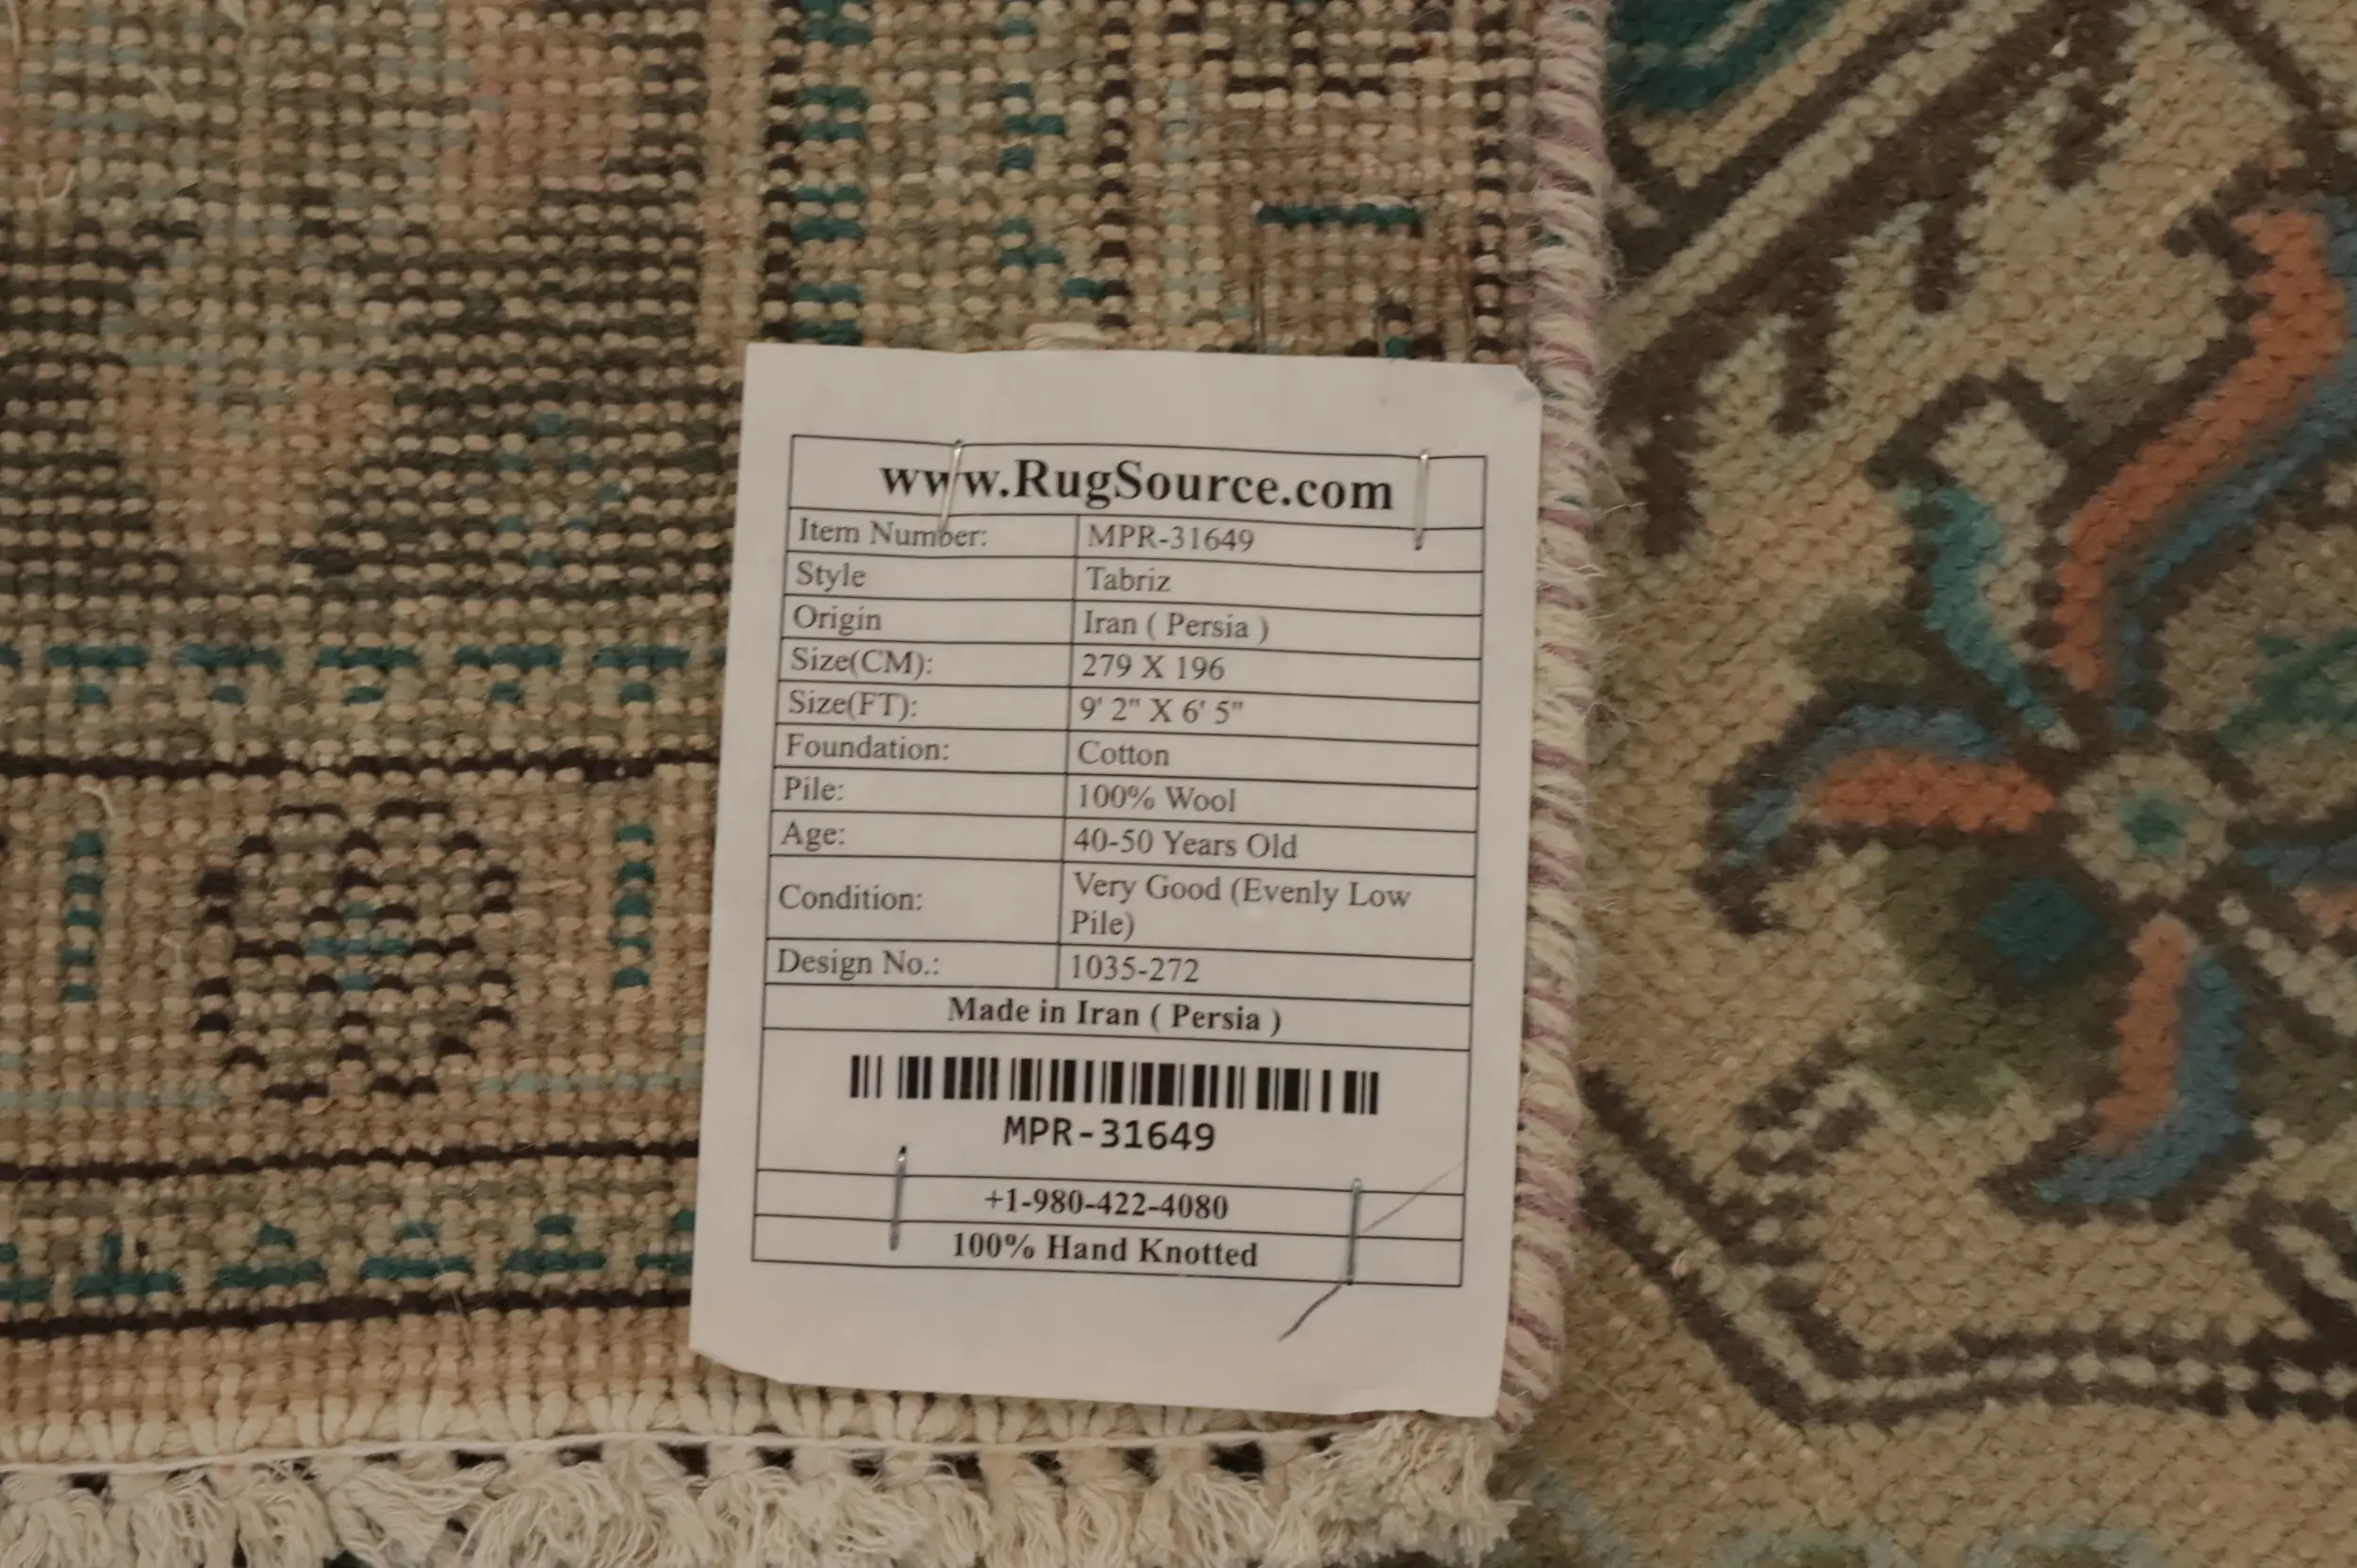 www.RugSource.com
Item Number: MPR-31649
Style Tabriz
Origin Iran ( Persia )
Size(CM): 279 X 196
Size(FT): 9' 2" X 6' 5"
Foundation: Cotton
Pile: 100% Wool
Age: 40-50 Years Old
Condition: Very Good (Evenly Low
Pile)
Design No.: 1035-272
Made in Iran ( Persia )
MPR-31649
+1-980-422-4080
100% Hand Knotted